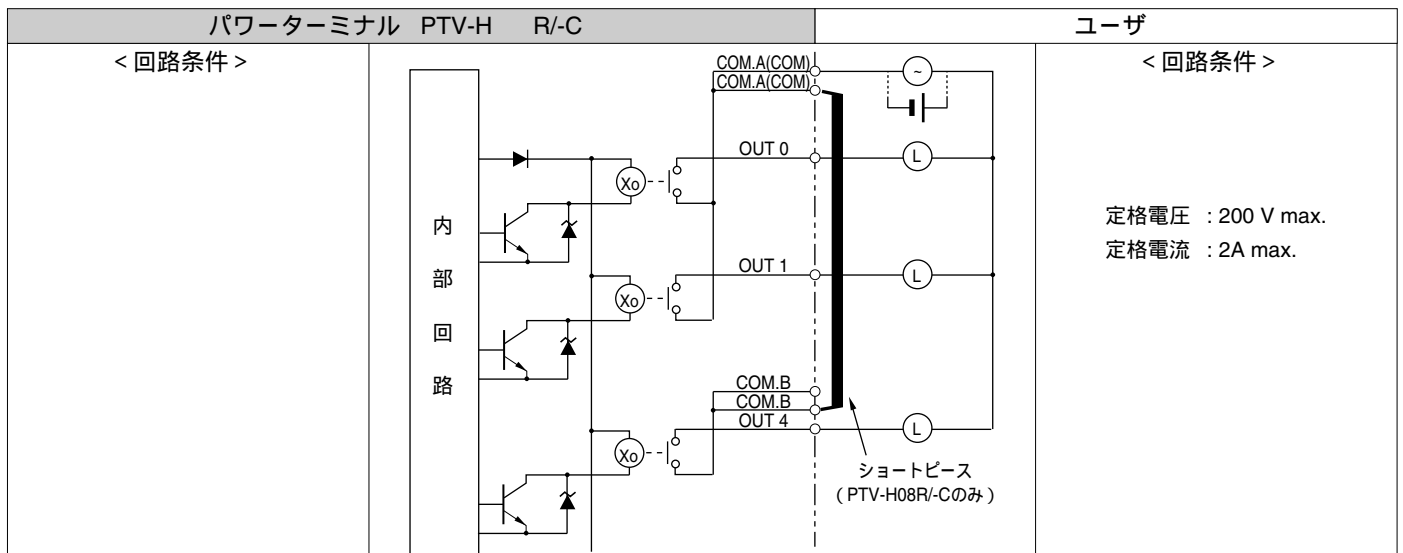 パワーターミナル PTV-H R/-C
ユーザ
<回路条件>
<回路条件>
COM.A(COM)
COM.A(COM)
~
OUT 0
L
Xo
定格電圧 : 200 V max.
定格電流 : 2A max.
内部回路
OUT 1
L
Xo
COM.B
COM.B
OUT 4
L
Xo
ショートピース
(PTV-H08R/-Cのみ)